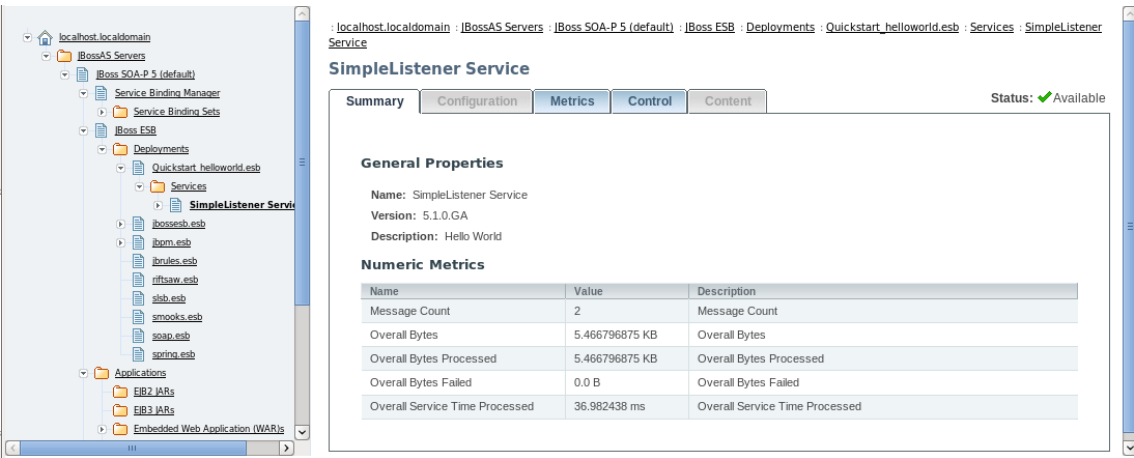 localhost.localdomain
JBossAS Servers
JBoss SOA-P 5 (default)
Service Binding Manager
Service Binding Sets
JBoss ESB
Deployments
Quickstart_helloworld.esb
Services
SimpleListener Servic
jbossesb.esb
jbpm.esb
jbrules.esb
riftsaw.esb
slsb.esb
smooks.esb
soap.esb
spring.esb
Applications
EJB2 JARs
EJB3 JARs
Embedded Web Application (WAR)s
: localhost.localdomain : JBossAS Servers : JBoss SOA-P 5 (default) : JBoss ESB : Deployments : Quickstart_helloworld.esb : Services : SimpleListener
Service
SimpleListener Service
Summary Configuration Metrics Control Content Status: Available
General Properties
Name: SimpleListener Service
Version: 5.1.0.GA
Description: Hello World
Numeric Metrics
Name Value Description
Message Count 2 Message Count
Overall Bytes 5.466796875 KB Overall Bytes
Overall Bytes Processed 5.466796875 KB Overall Bytes Processed
Overall Bytes Failed 0.0 B Overall Bytes Failed
Overall Service Time Processed 36.982438 ms Overall Service Time Processed